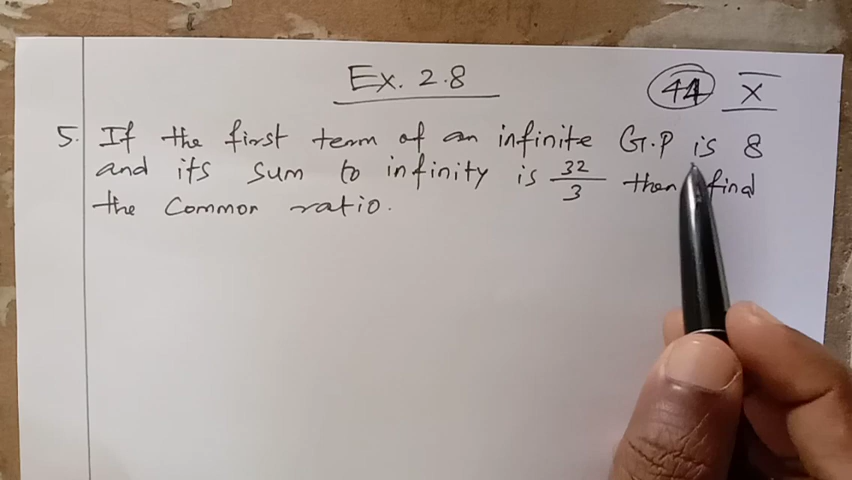 Ex. 2.8
44 X
5. If the first term of an infinite G.P is 8
and its sum to infinity is 32/3 then find
the Common ratio.